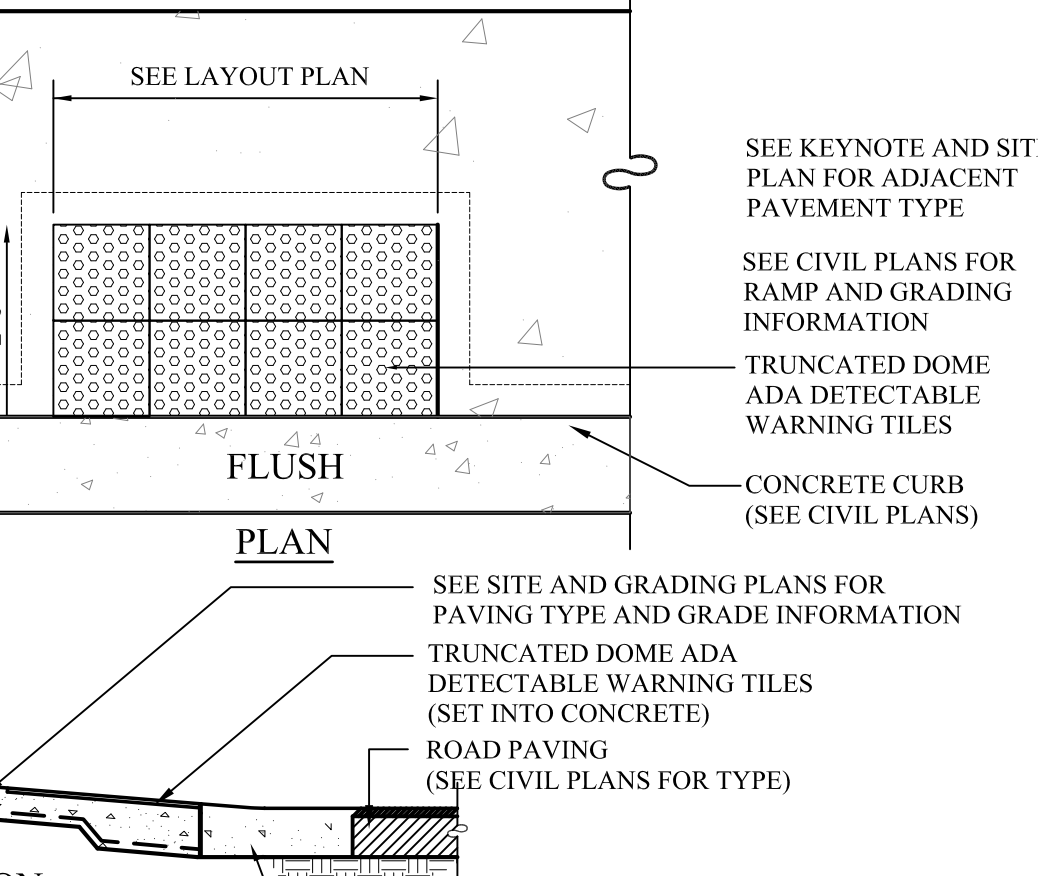 SEE LAYOUT PLAN
SEE KEYNOTE AND
PLAN FOR ADJACENT
PAVEMENT TYPE
SEE CIVIL PLANS FOR
RAMP AND GRADING
INFORMATION
TRUNCATED DOME
ADA DETECTABLE
WARNING TILES
FLUSH
CONCRETE CURB
(SEE CIVIL PLANS)
PLAN
SEE SITE AND GRADING PLANS FOR
PAVING TYPE AND GRADE INFORMATION
TRUNCATED DOME ADA
DETECTABLE WARNING TILES
(SET INTO CONCRETE)
ROAD PAVING
(SEE CIVIL PLANS FOR TYPE)